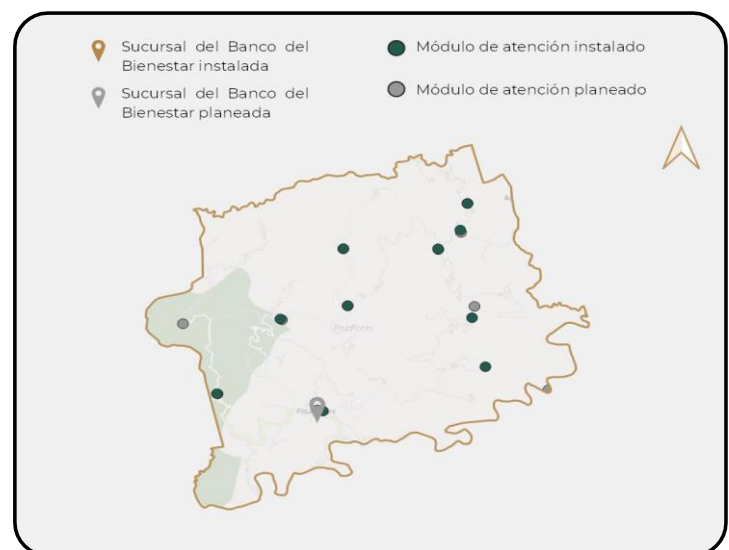 Sucursal del Banco del
Bienestar instalada
Sucursal del Banco del
Bienestar planeada
Módulo de atención instalado
Módulo de atención planeado
Pisaflores